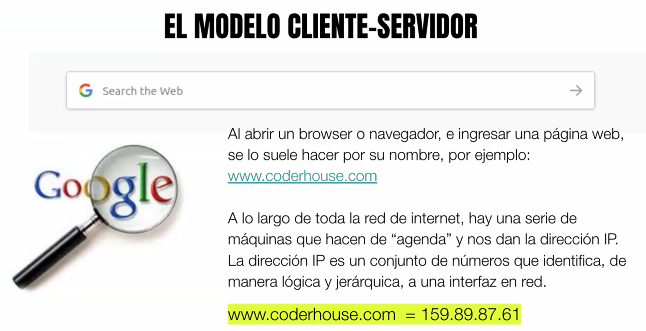 EL MODELO CLIENTE-SERVIDOR
G Search the Web
Al abrir un browser o navegador, e ingresar una página web,
se lo suele hacer por su nombre, por ejemplo:
www.coderhouse.com
Google
A lo largo de toda la red de internet, hay una serie de
máquinas que hacen de “agenda” y nos dan la dirección IP.
La dirección IP es un conjunto de números que identifica, de
manera lógica y jerárquica, a una interfaz en red.
www.coderhouse.com = 159.89.87.61